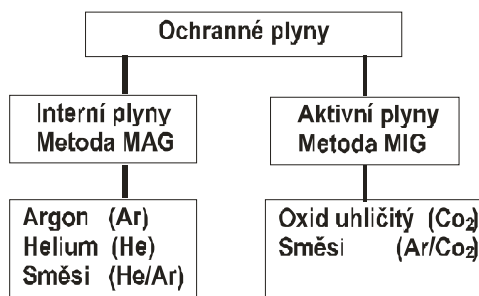 Ochranné plyny
Interní plyny
Metoda MAG
Aktivní plyny
Metoda MIG
Argon (Ar)
Helium (He)
Směsi (He/Ar)
Oxid uhličitý (Co₂)
Směsi (Ar/Co₂)